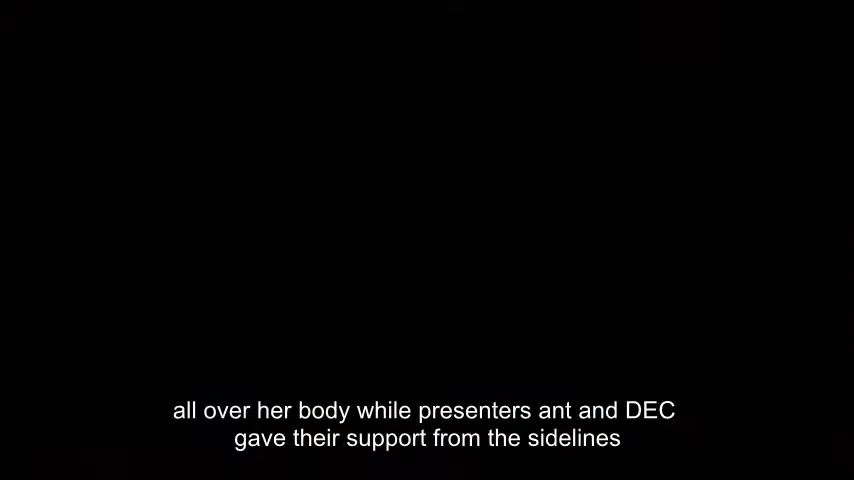 all over her body while presenters ant and DEC
gave their support from the sidelines